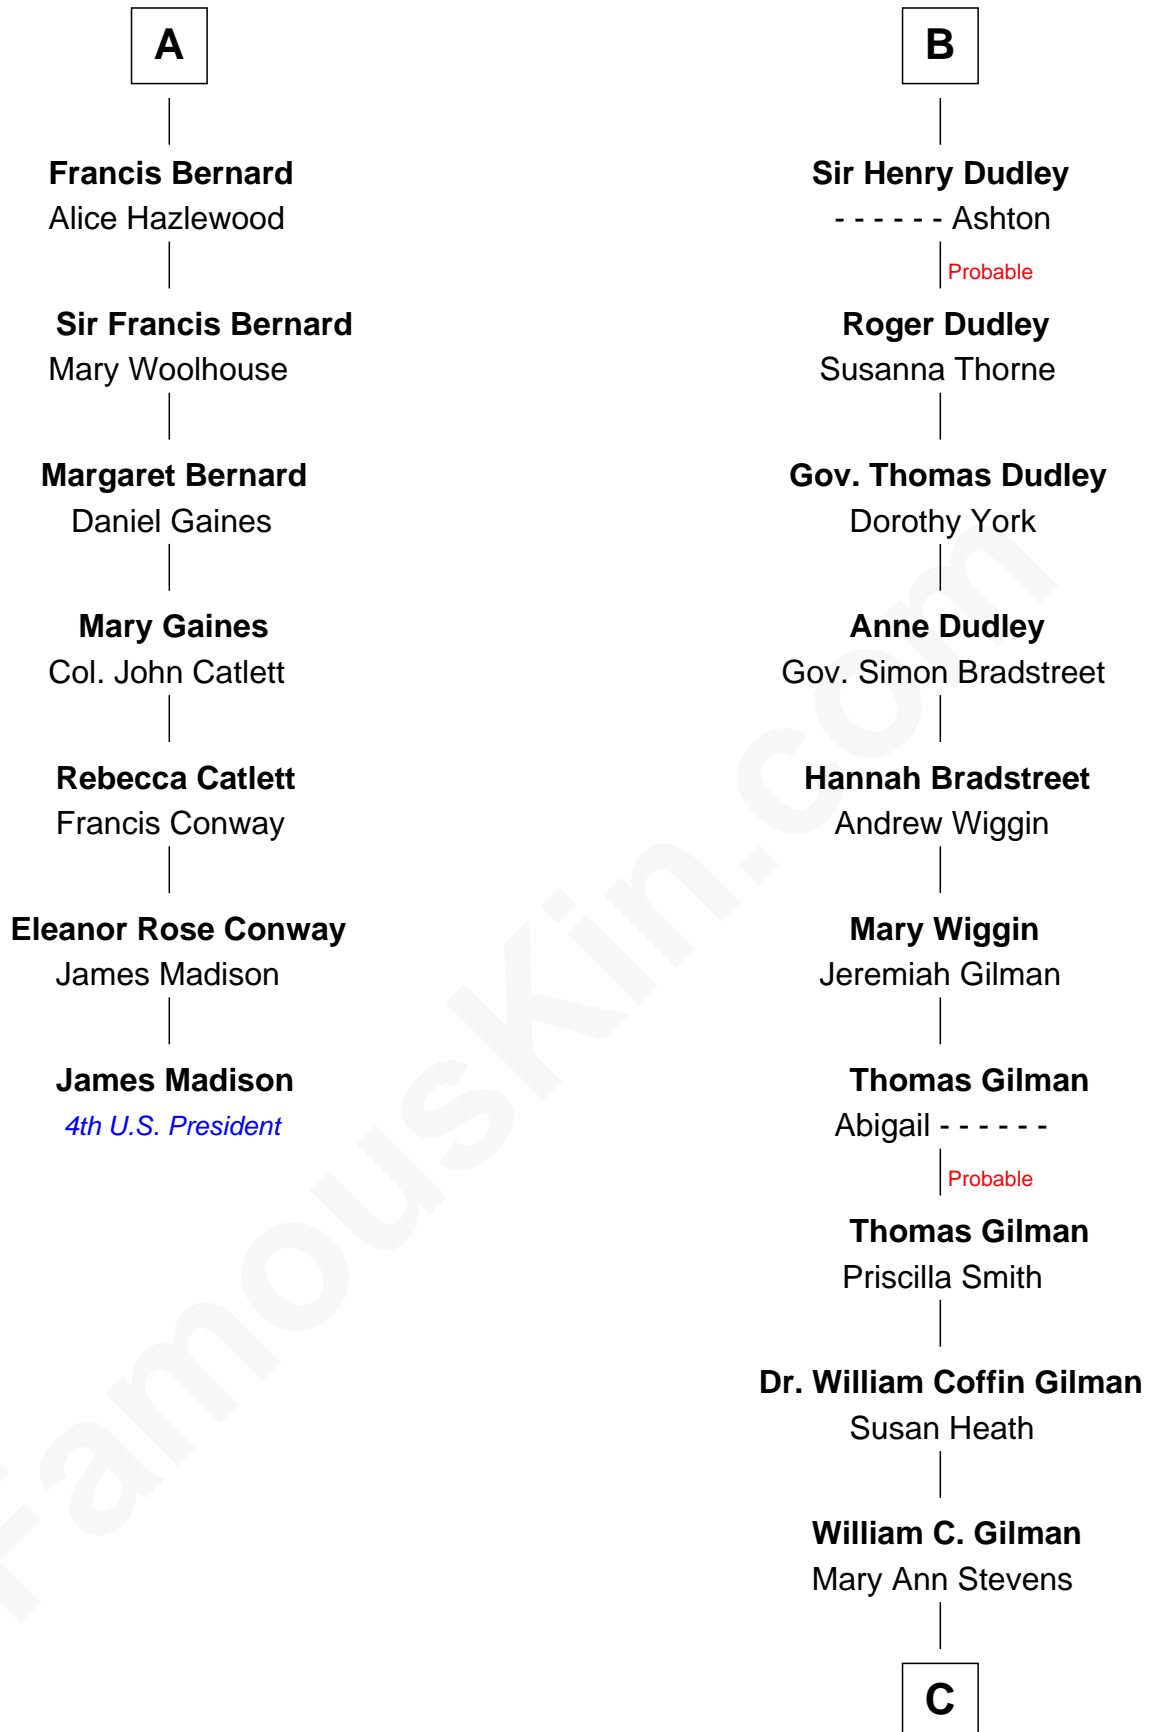 A
Francis Bernard
Alice Hazlewood
Sir Francis Bernard
Mary Woolhouse
Margaret Bernard
Daniel Gaines
Mary Gaines
Col. John Catlett
Rebecca Catlett
Francis Conway
Eleanor Rose Conway
James Madison
James Madison
4th U.S. President
B
Sir Henry Dudley
- - - - - - Ashton
Probable
Roger Dudley
Susanna Thorne
Gov. Thomas Dudley
Dorothy York
Anne Dudley
Gov. Simon Bradstreet
Hannah Bradstreet
Andrew Wiggin
Mary Wiggin
Jeremiah Gilman
Thomas Gilman
Abigail - - - - - -
Probable
Thomas Gilman
Priscilla Smith
Dr. William Coffin Gilman
Susan Heath
William C. Gilman
Mary Ann Stevens
C
FamousKin.com